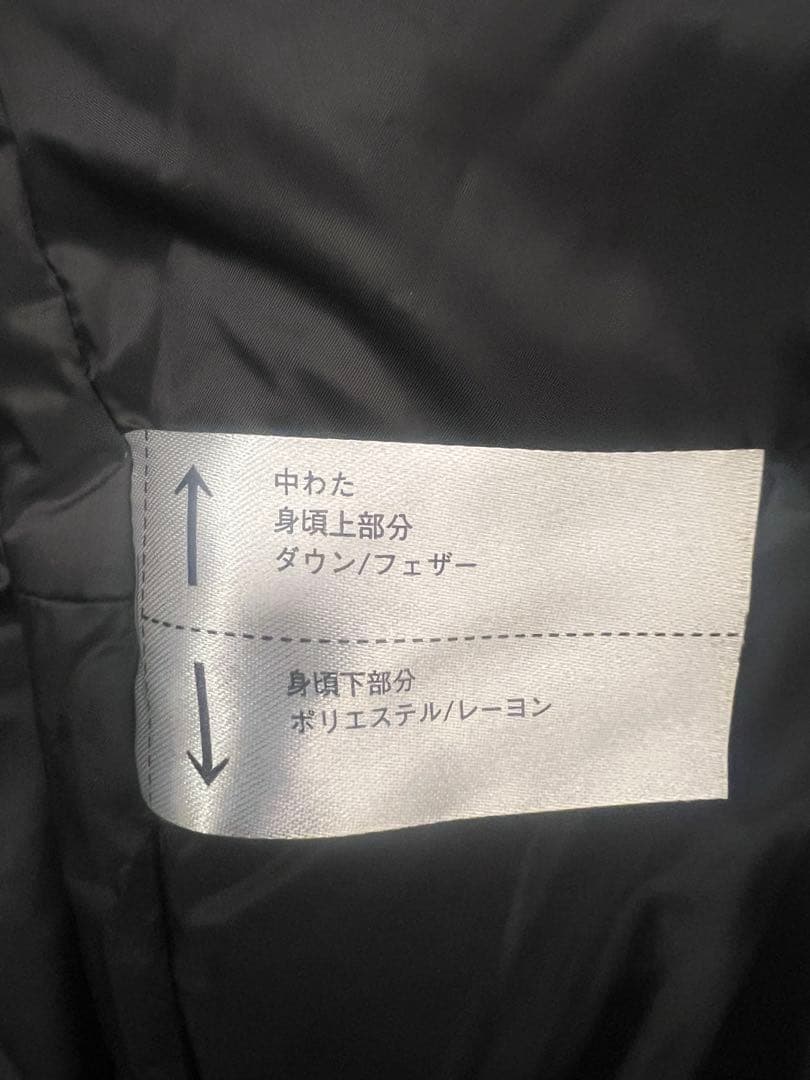 中わた
身頃上部分
ダウン/フェザー
身頃下部分
ポリエステル/レーヨン